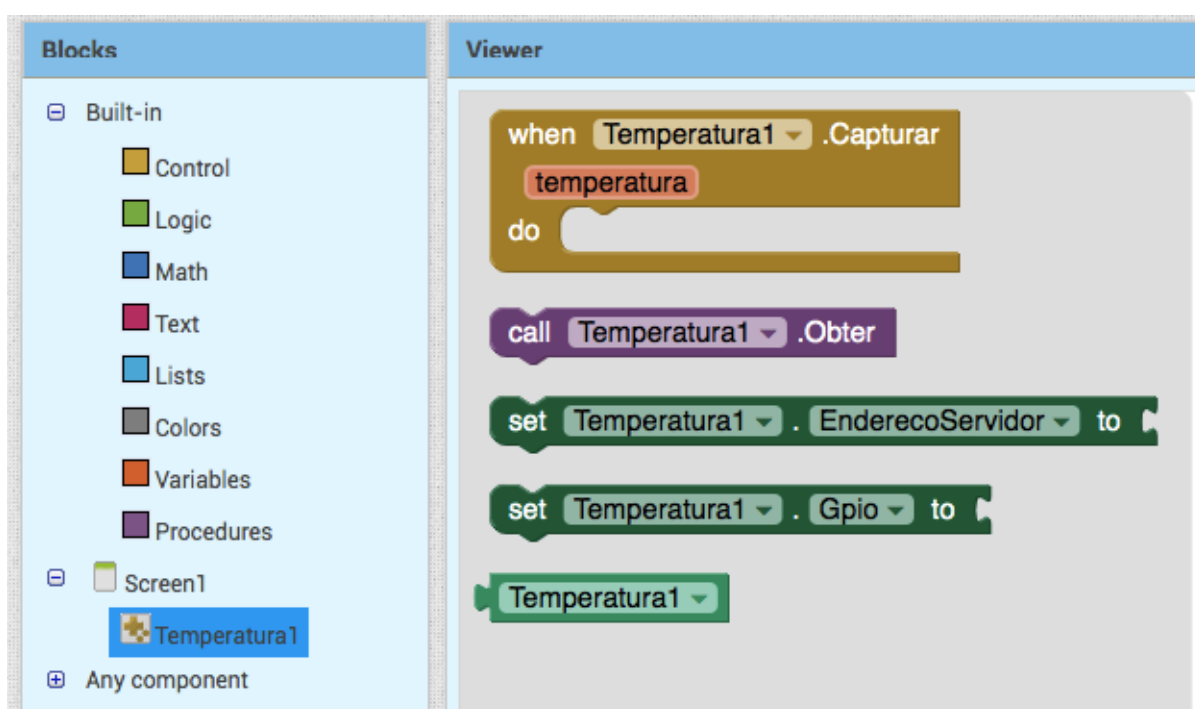 Blocks
Built-in
Control
Logic
Math
Text
Lists
Colors
Variables
Procedures
Screen1
Temperatura1
Any component
Viewer
when Temperatura1 .Capturar
temperatura
do
call Temperatura1 .Obter
set Temperatura1 . EnderecoServidor to
set Temperatura1 . Gpio to
Temperatura1